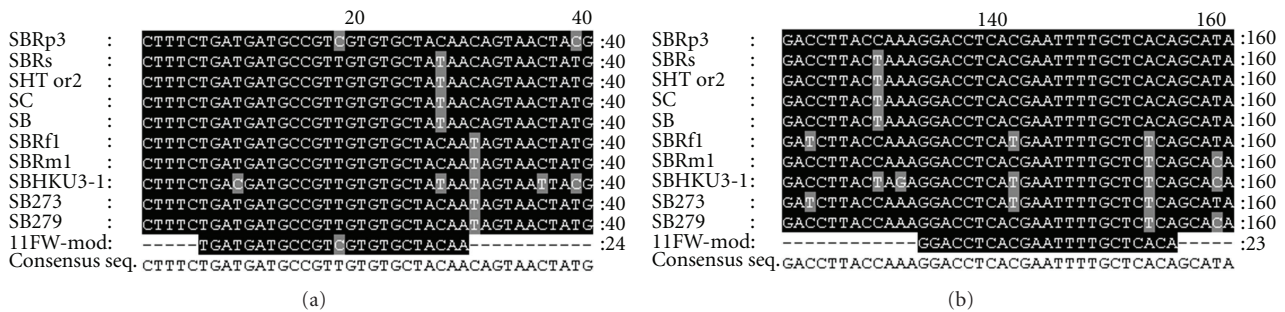 20 40
SBRp3 : CTTTCTGATGATGCCGTCGTGTGCTACAACAGTAACTACG :40
SBRs : CTTTCTGATGATGCCGTTGTGTGCTATAACAGTAACTATG :40
SHT or2 : CTTTCTGATGATGCCGTTGTGTGCTATAACAGTAACTATG :40
SC : CTTTCTGATGATGCCGTTGTGTGCTATAACAGTAACTATG :40
SB : CTTTCTGATGATGCCGTTGTGTGCTATAACAGTAACTATG :40
SBRf1 : CTTTCTGATGATGCCGTTGTGTGCTACAATAGTAACTATG :40
SBRm1 : CTTTCTGATGATGCCGTTGTGTGCTACAATAGTAACTATG :40
SBHKU3-1 : CTTTCTGACGATGCCGTTGTGTGCTATAATAGTAATTACG :40
SB273 : CTTTCTGATGATGCCGTTGTGTGCTACAATAGTAACTATG :40
SB279 : CTTTCTGATGATGCCGTTGTGTGCTACAATAGTAACTATG :40
11FW-mod: -----TGATGATGCCGTCGTGTGCTACAA----------- :24
Consensus seq. CTTTCTGATGATGCCGTTGTGTGCTACAACAGTAACTATG
(a)
140 160
SBRp3 : GACCTTACCAAAGGACCTCACGAATTTTGCTCACAGCATA :160
SBRs : GACCTTACTAAAGGACCTCACGAATTTTGCTCACAGCATA :160
SHT or2 : GACCTTACTAAAGGACCTCACGAATTTTGCTCACAGCATA :160
SC : GACCTTACTAAAGGACCTCACGAATTTTGCTCACAGCATA :160
SB : GACCTTACTAAAGGACCTCACGAATTTTGCTCACAGCATA :160
SBRf1 : GATCTTACCAAAGGACCTCATGAATTTTGCTCTCAGCATA :160
SBRm1 : GACCTTACCAAAGGACCTCACGAATTTTGCTCTCAGCACA :160
SBHKU3-1 : GACCTTACTAGAGGACCTCATGAATTTTGCTCTCAGCACA :160
SB273 : GATCTTACCAAAGGACCTCATGAATTTTGCTCTCAGCATA :160
SB279 : GACCTTACCAAAGGACCTCACGAATTTTGCTCTCAGCACA :160
11FW-mod: ------------GGACCTCACGAATTTTGCTCACA----- :23
Consensus seq. GACCTTACCAAAGGACCTCACGAATTTTGCTCACAGCATA
(b)